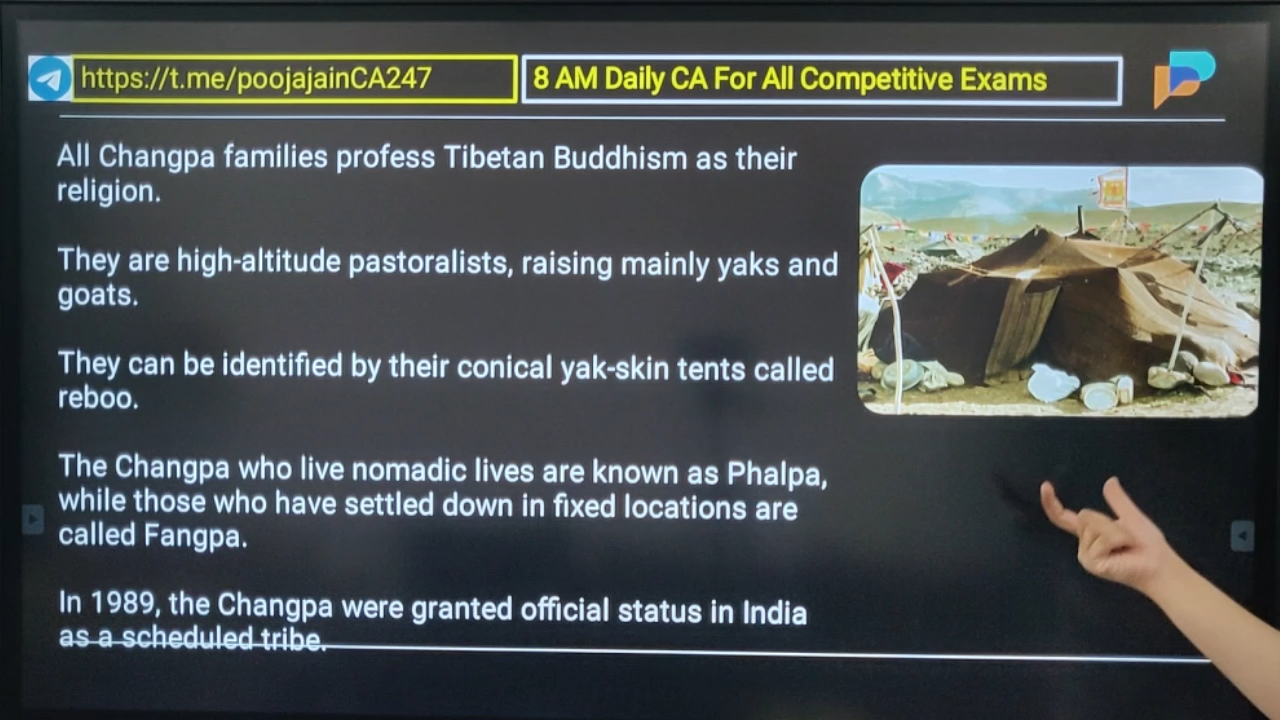 https://t.me/poojajainCA247
8 AM Daily CA For All Competitive Exams
All Changpa families profess Tibetan Buddhism as their
religion.
They are high-altitude pastoralists, raising mainly yaks and
goats.
They can be identified by their conical yak-skin tents called
reboo.
The Changpa who live nomadic lives are known as Phalpa,
while those who have settled down in fixed locations are
called Fangpa.
In 1989, the Changpa were granted official status in India
as a scheduled tribe.